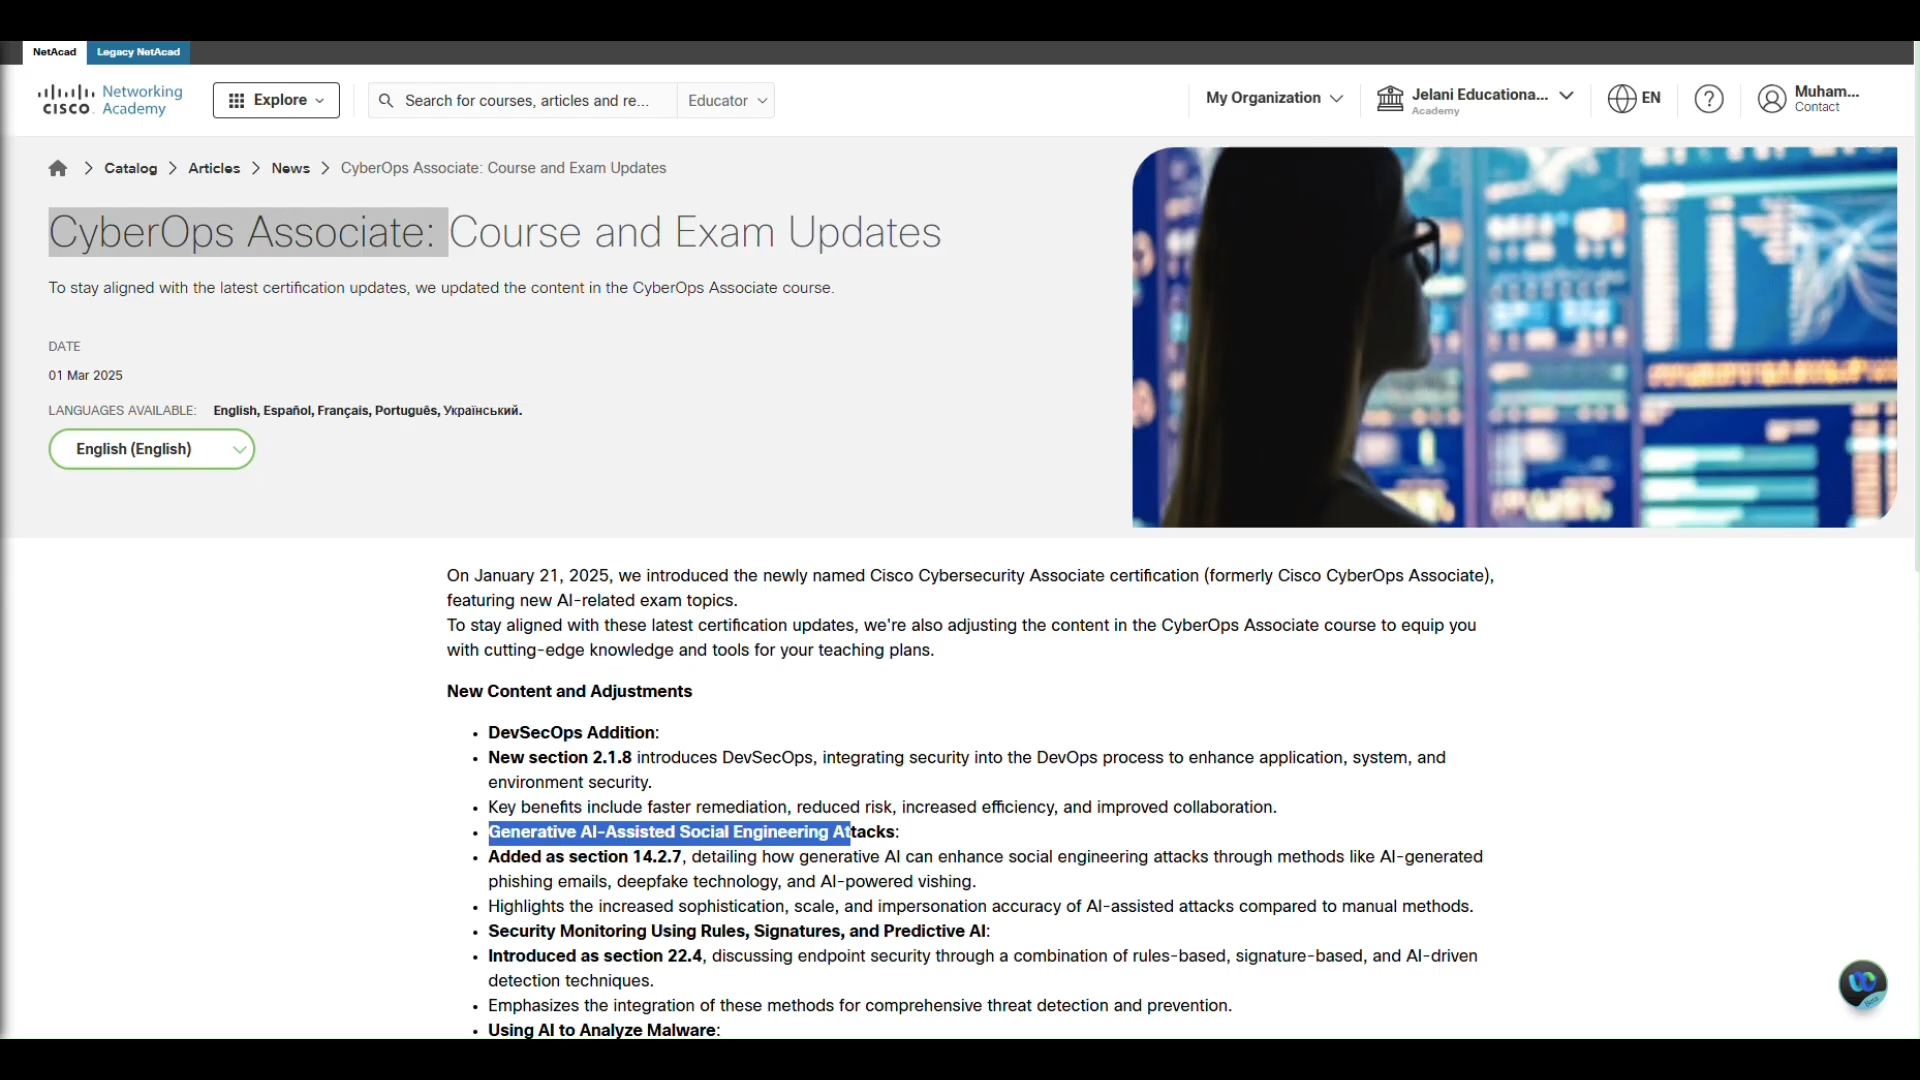 NetAcad Legacy NetAcad
CISCO Networking Academy
Explore
Search for courses, articles and re...
Educator
My Organization
Jelani Educationa...
Academy
EN
?
Muham...
Contact
Catalog > Articles > News > CyberOps Associate: Course and Exam Updates
CyberOps Associate: Course and Exam Updates
To stay aligned with the latest certification updates, we updated the content in the CyberOps Associate course.
DATE
01 Mar 2025
LANGUAGES AVAILABLE: English, Español, Français, Português, Український.
English (English)
On January 21, 2025, we introduced the newly named Cisco Cybersecurity Associate certification (formerly Cisco CyberOps Associate),
featuring new AI-related exam topics.
To stay aligned with these latest certification updates, we're also adjusting the content in the CyberOps Associate course to equip you
with cutting-edge knowledge and tools for your teaching plans.
New Content and Adjustments
• DevSecOps Addition:
• New section 2.1.8 introduces DevSecOps, integrating security into the DevOps process to enhance application, system, and
environment security.
• Key benefits include faster remediation, reduced risk, increased efficiency, and improved collaboration.
• Generative AI-Assisted Social Engineering Attacks:
• Added as section 14.2.7, detailing how generative AI can enhance social engineering attacks through methods like AI-generated
phishing emails, deepfake technology, and AI-powered vishing.
• Highlights the increased sophistication, scale, and impersonation accuracy of AI-assisted attacks compared to manual methods.
• Security Monitoring Using Rules, Signatures, and Predictive AI:
• Introduced as section 22.4, discussing endpoint security through a combination of rules-based, signature-based, and AI-driven
detection techniques.
• Emphasizes the integration of these methods for comprehensive threat detection and prevention.
• Using AI to Analyze Malware:
Beta